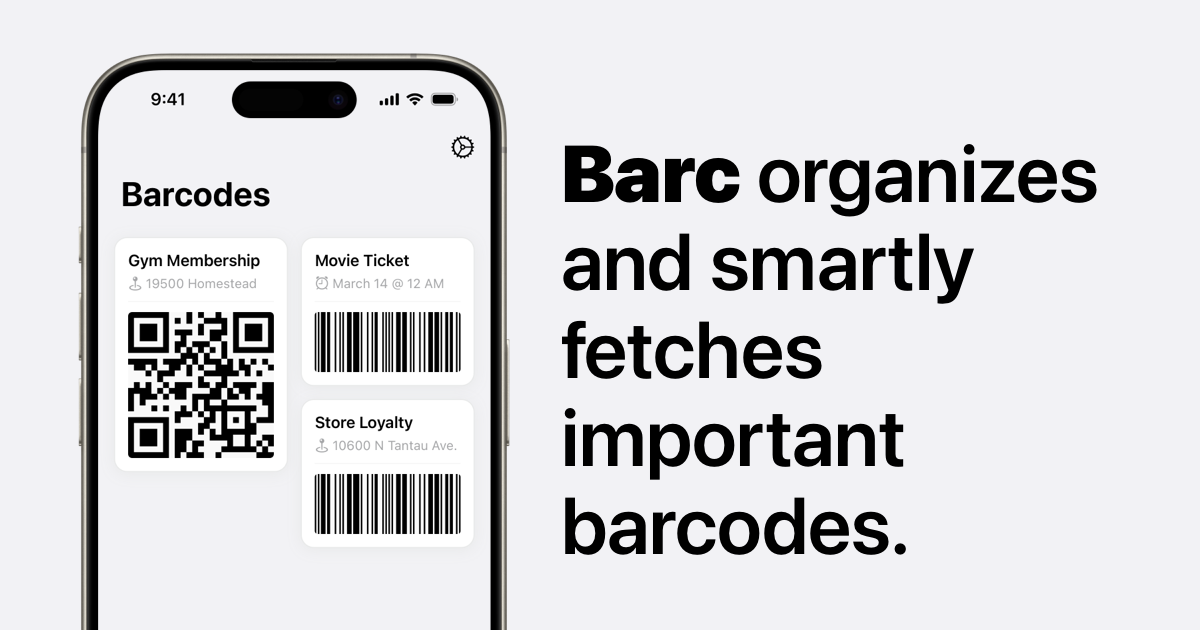 9:41
Barcodes
Gym Membership
19500 Homestead
Movie Ticket
March 14 @ 12 AM
Store Loyalty
10600 N Tantau Ave.
Barc organizes
and smartly
fetches
important
barcodes.